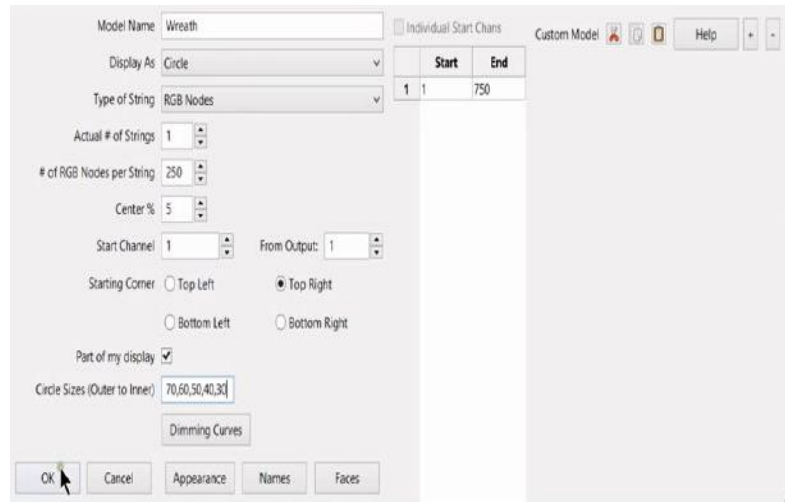 Model Name Wreath
Individual Start Chans
Custom Model
Help + -
Display As Circle
Start End
1 1 750
Type of String RGB Nodes
Actual # of Strings 1
# of RGB Nodes per String 250
Center % 5
Start Channel 1 From Output: 1
Starting Corner Top Left Top Right
Bottom Left Bottom Right
Part of my display
Circle Sizes (Outer to Inner) 70,60,50,40,30
Dimming Curves
OK Cancel Appearance Names Faces